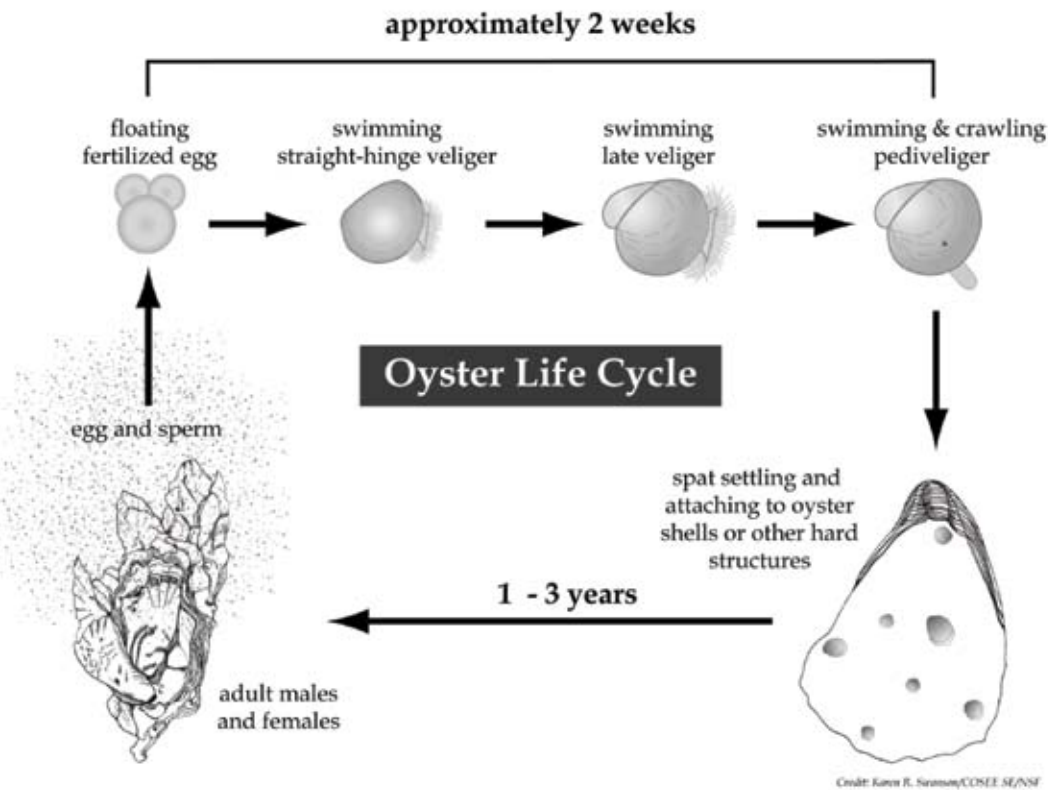 approximately 2 weeks
floating
fertilized egg
swimming
straight-hinge veliger
swimming
late veliger
swimming & crawling
pediveliger
Oyster Life Cycle
egg and sperm
spat settling and
attaching to oyster
shells or other hard
structures
1 - 3 years
adult males
and females
Credit: Karen R. Swanson/COSEE SE/NSF